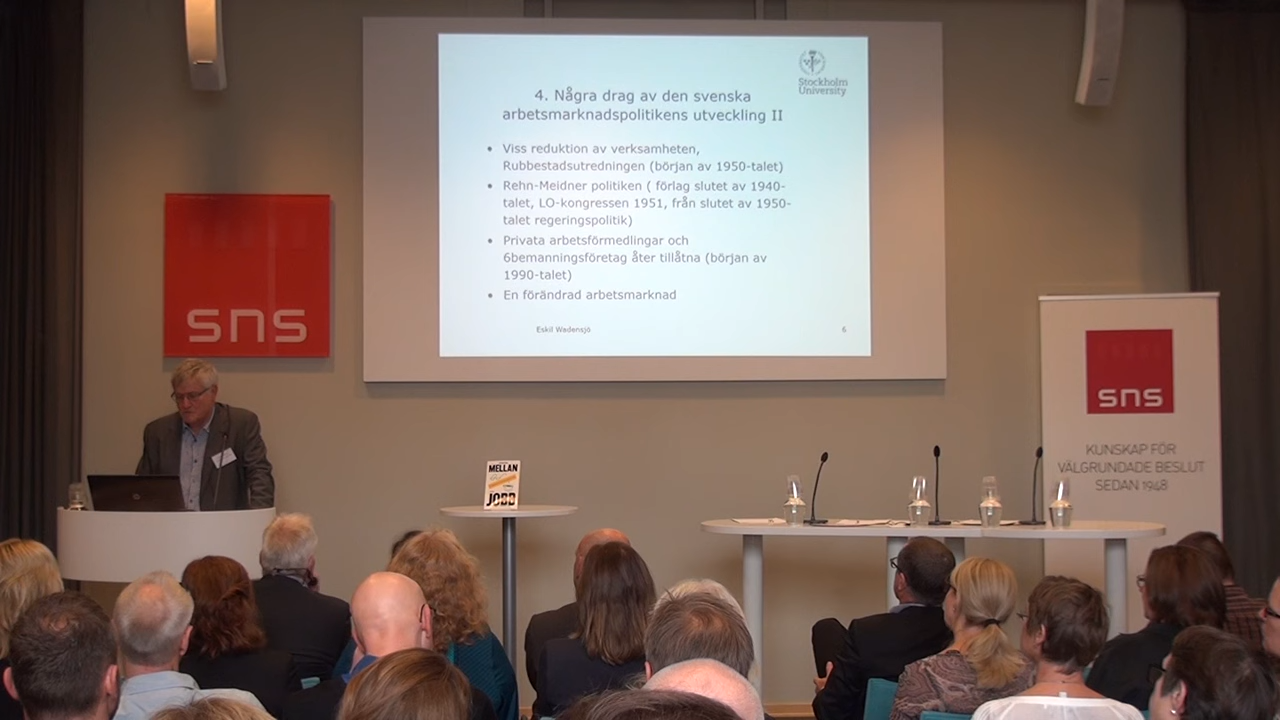 Stockholm
University
4. Några drag av den svenska
arbetsmarknadspolitikens utveckling II
• Viss reduktion av verksamheten,
Rubbestadsutredningen (början av 1950-talet)
• Rehn-Meidner politiken ( förlag slutet av 1940-
talet, LO-kongressen 1951, från slutet av 1950-
talet regeringspolitik)
• Privata arbetsförmedlingar och
6bemanningsföretag åter tillåtna (början av
1990-talet)
• En förändrad arbetsmarknad
Eskil Wadensjö
6
sns
sns
KUNSKAP FÖR
VÄLGRUNDADE BESLUT
SEDAN 1948
MELLAN
JOBB